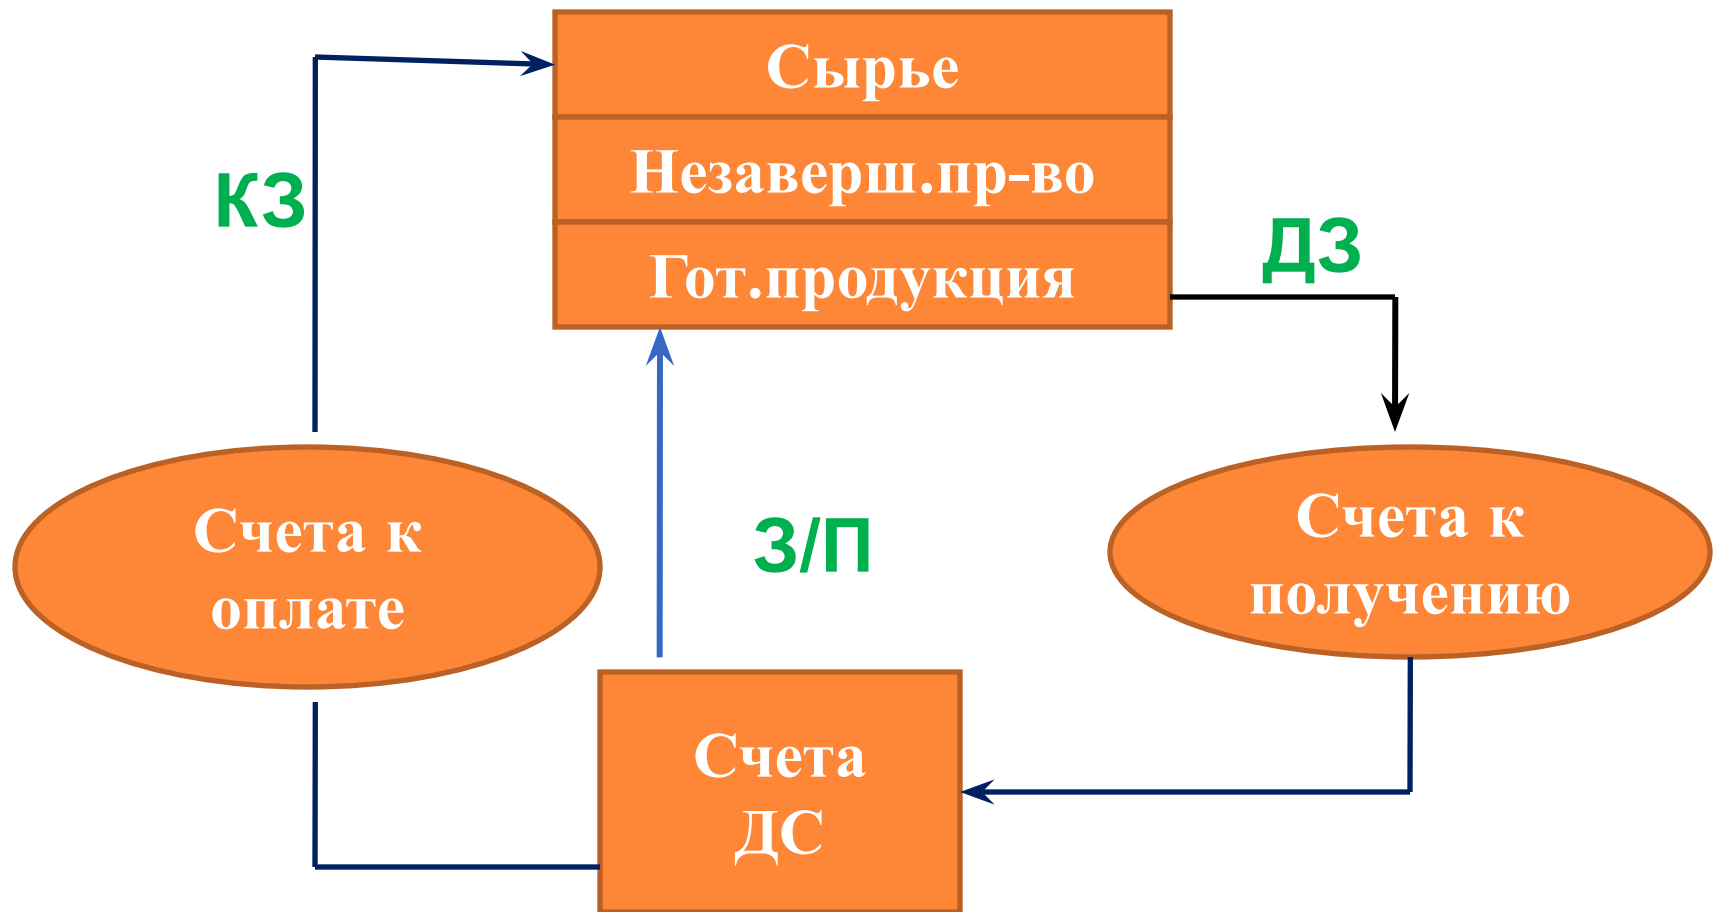 Сырье
Незаверш.пр-во
КЗ
ДЗ
Гот.продукция
Счета к
оплате
З/П
Счета к
получению
Счета
ДС